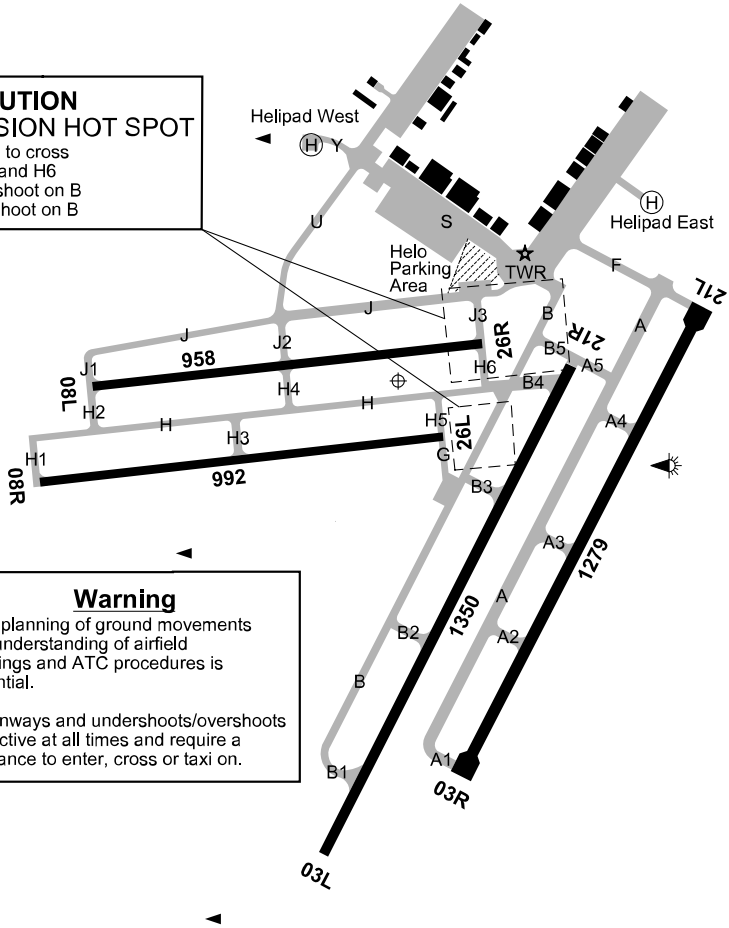 UTION
SION HOT SPOT
to cross
and H6
shoot on B
hoot on B
Helipad West
H
Y
U
S
H
Helipad East
Helo
Parking
Area
TWR
F
21L
J
J
J3
B
21R
A
J1
08L
958
J2
26R
B5
A5
H6
H2
H4
B4
H
H
H5
26L
A4
H1
H3
G
08R
992
B3
A3
1279
1350
A
B2
A2
B
B1
A1
03R
03L
Warning
planning of ground movements
understanding of airfield
ings and ATC procedures is
ntial.
nways and undershoots/overshoots
ctive at all times and require a
ance to enter, cross or taxi on.